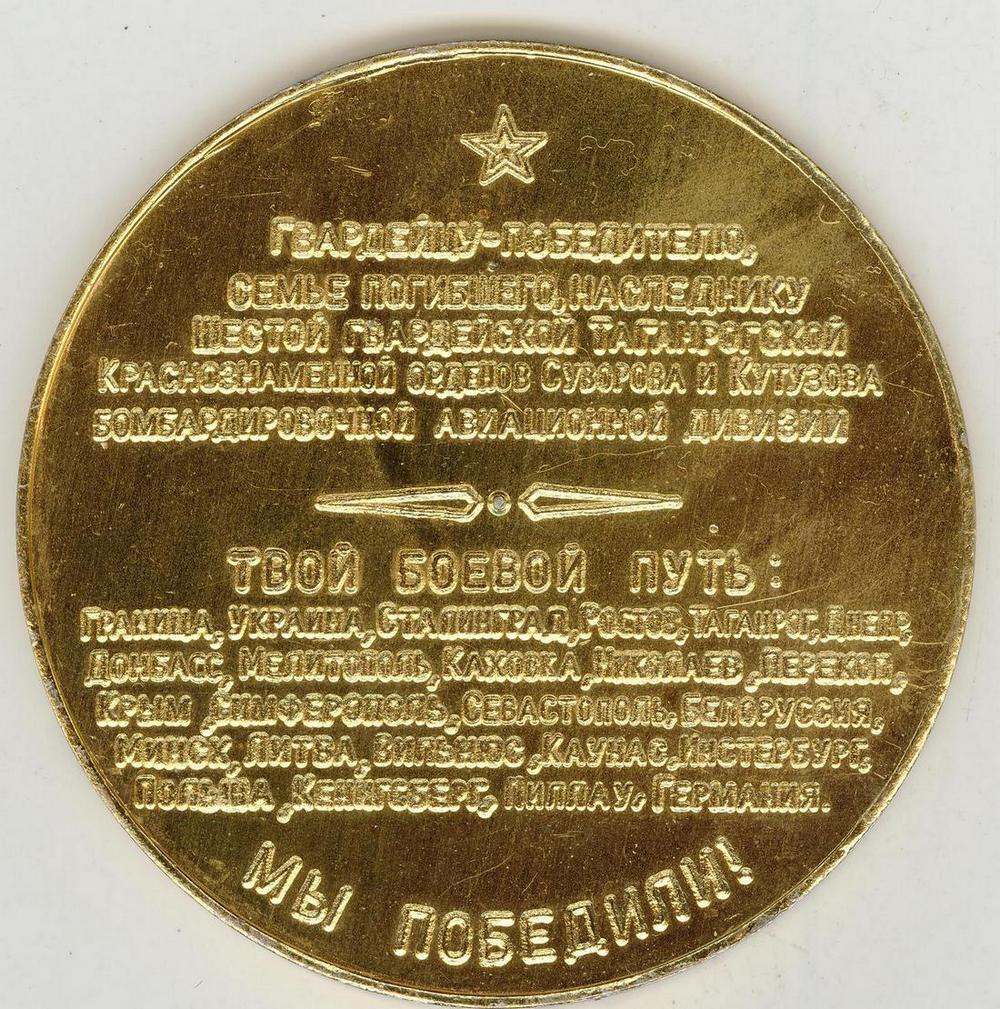 Гвардейцу-победителю,
семье погибшего, наследнику
шестой гвардейской Таганрогской
Краснознаменной орденов Суворова и Кутузова
бомбардировочной авиационной дивизии
ТВОЙ БОЕВОЙ ПУТЬ:
Граница, Украина, Сталинград, Ростов, Таганрог, Днепр,
Донбасс, Мелитополь, Каховка, Николаев, Перекоп,
Крым, Симферополь, Севастополь, Белоруссия,
Минск, Литва, Вильнюс, Каунас, Инстербург,
Польша, Кенигсберг, Пиллау, Германия.
МЫ ПОБЕДИЛИ!